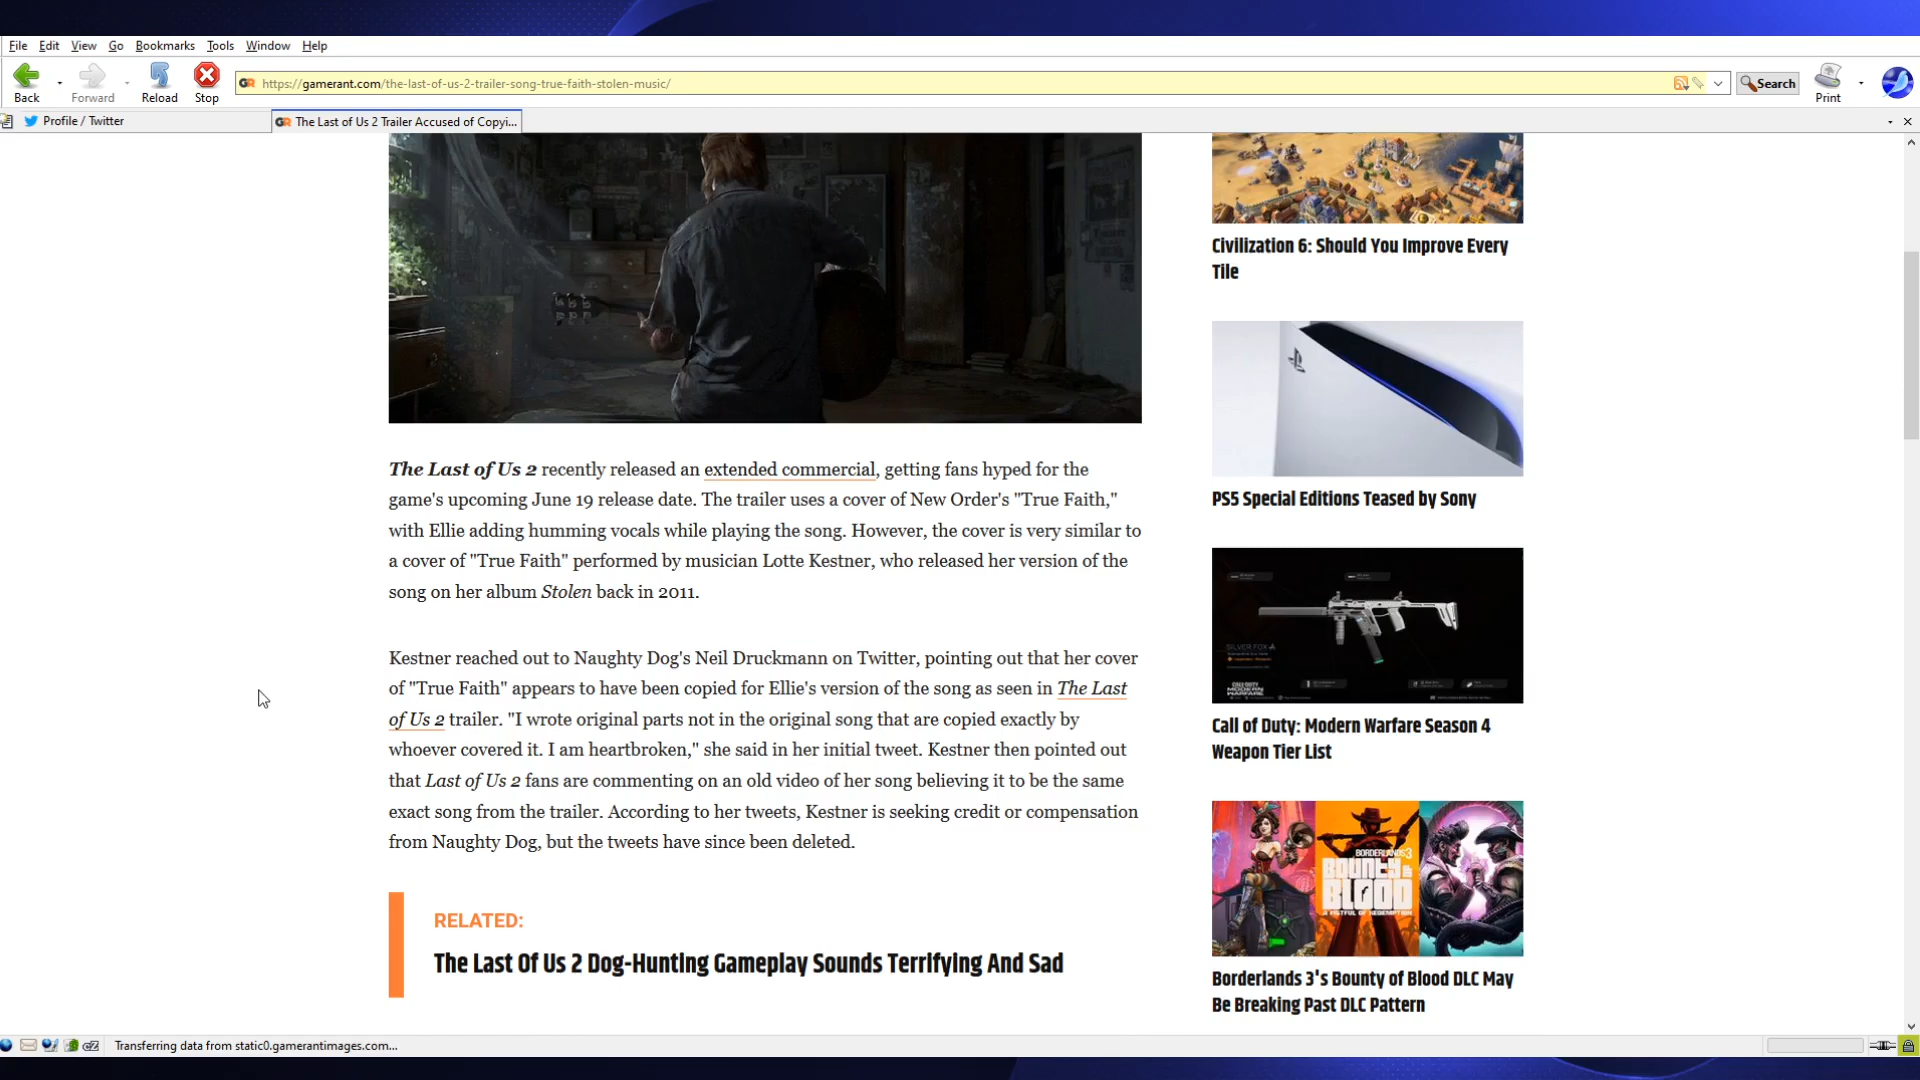 File Edit View Go Bookmarks Tools Window Help
Back Forward Reload Stop
https://gamerant.com/the-last-of-us-2-trailer-song-true-faith-stolen-music/
Search
Print
Profile / Twitter
The Last of Us 2 Trailer Accused of Copyi...
The Last of Us 2 recently released an extended commercial, getting fans hyped for the
game's upcoming June 19 release date. The trailer uses a cover of New Order's "True Faith,"
with Ellie adding humming vocals while playing the song. However, the cover is very similar to
a cover of "True Faith" performed by musician Lotte Kestner, who released her version of the
song on her album Stolen back in 2011.
Kestner reached out to Naughty Dog's Neil Druckmann on Twitter, pointing out that her cover
of "True Faith" appears to have been copied for Ellie's version of the song as seen in The Last
of Us 2 trailer. "I wrote original parts not in the original song that are copied exactly by
whoever covered it. I am heartbroken," she said in her initial tweet. Kestner then pointed out
that Last of Us 2 fans are commenting on an old video of her song believing it to be the same
exact song from the trailer. According to her tweets, Kestner is seeking credit or compensation
from Naughty Dog, but the tweets have since been deleted.
RELATED:
The Last Of Us 2 Dog-Hunting Gameplay Sounds Terrifying And Sad
Civilization 6: Should You Improve Every
Tile
PS5 Special Editions Teased by Sony
SILVER FOX
CALL OF DUTY
MODERN
WARFARE
Call of Duty: Modern Warfare Season 4
Weapon Tier List
BORDERLANDS 3
BOUNTY OF
BLOOD
A FISTFUL OF REDEMPTION
Borderlands 3's Bounty of Blood DLC May
Be Breaking Past DLC Pattern
Transferring data from static0.gamerantimages.com...